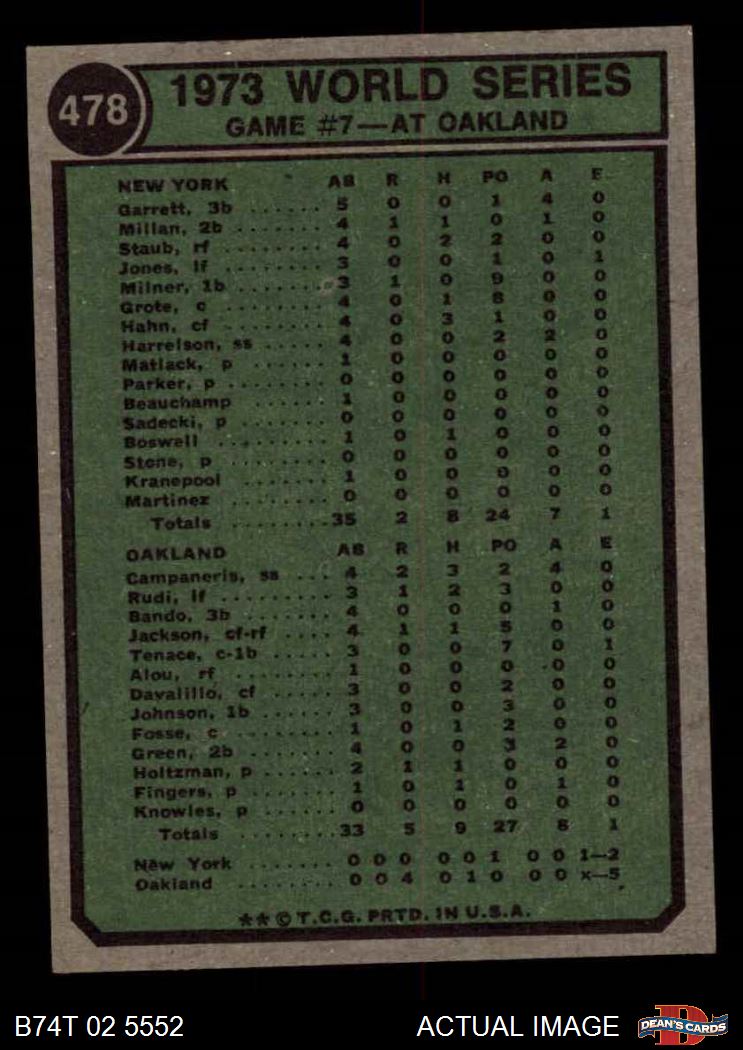 478
1973 WORLD SERIES
GAME #7—AT OAKLAND
NEW YORK AB R H PO A E
Garrett, 3b ....... 5 0 0 1 4 0
Millan, 2b ........ 4 1 1 0 1 0
Staub, rf ........ 4 0 2 2 0 0
Jones, lf ........ 3 0 0 1 0 1
Milner, 1b ....... 3 1 0 9 0 0
Grote, c ........ 4 0 1 8 0 0
Hahn, cf ........ 4 0 3 1 0 0
Harrelson, ss ..... 4 0 0 2 2 0
Matlack, p ....... 1 0 0 0 0 0
Parker, p ........ 0 0 0 0 0 0
Beauchamp ...... 1 0 0 0 0 0
Sadecki, p ....... 0 0 0 0 0 0
Boswell ......... 1 0 1 0 0 0
Stone, p ........ 0 0 0 0 0 0
Kranepool ....... 1 0 0 0 0 0
Martinez ........ 0 0 0 0 0 0
Totals ........ 35 2 8 24 7 1
OAKLAND AB R H PO A E
Campaneris, ss ... 4 2 3 2 4 0
Rudi, lf ........ 3 1 2 3 0 0
Bando, 3b ....... 4 0 0 0 1 0
Jackson, cf-rf .... 4 1 1 5 0 0
Tenace, c-1b ..... 3 0 0 7 0 1
Alou, rf ........ 1 0 0 0 0 0
Davalillo, cf ..... 3 0 0 2 0 0
Johnson, 1b ...... 3 0 0 3 0 0
Fosse, c ........ 1 0 1 2 0 0
Green, 2b ....... 4 0 0 3 2 0
Holtzman, p ...... 2 1 1 0 0 0
Fingers, p ....... 1 0 1 0 1 0
Knowles, p ...... 0 0 0 0 0 0
Totals ........ 33 5 9 27 8 1
New York ....... 0 0 0 0 0 1 0 0 1—2
Oakland ........ 0 0 4 0 1 0 0 0 x—5
** © T.C.G. PRTD. IN U.S.A.
B74T 02 5552 ACTUAL IMAGE
D
DEAN'S CARDS